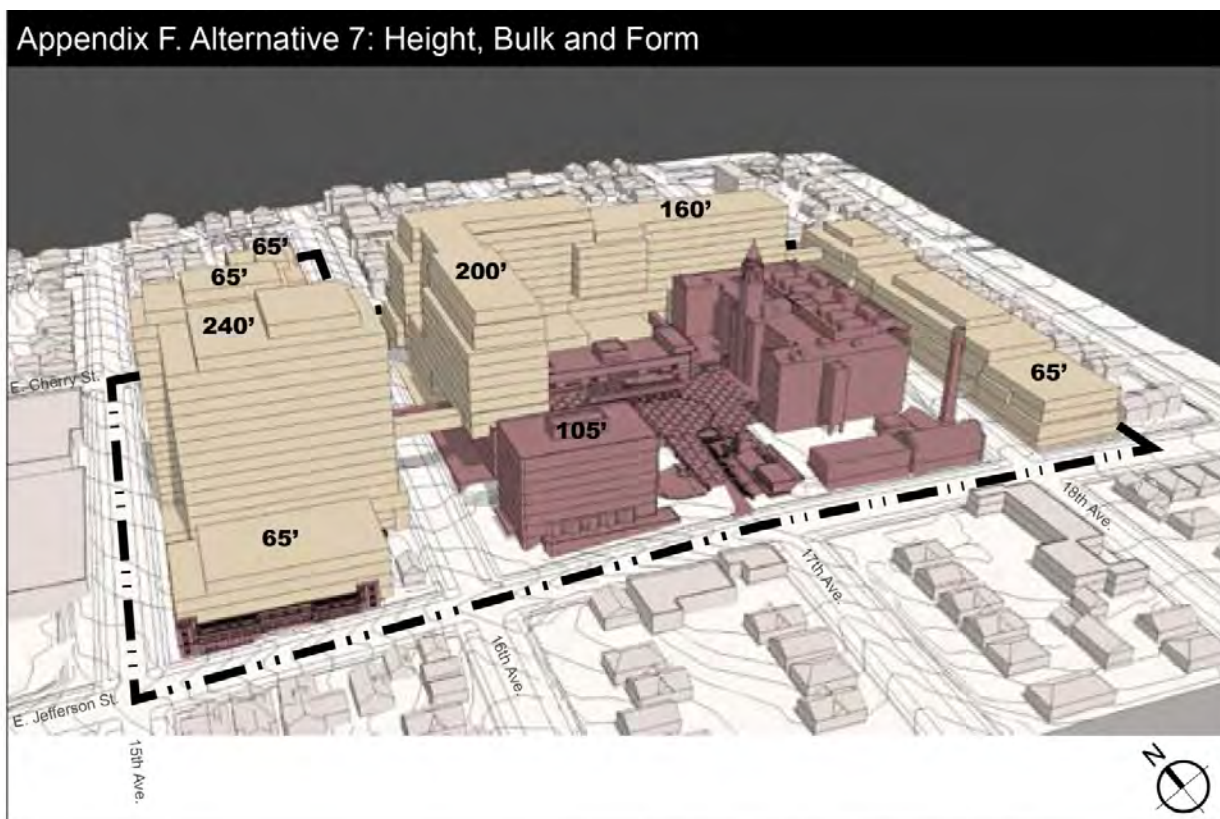 Appendix F. Alternative 7: Height, Bulk and Form
160’
65’
65’
200’
240’
E. Cherry St.
65’
105’
18th Ave.
65’
17th Ave.
16th Ave.
E. Jefferson St.
15th Ave.
N